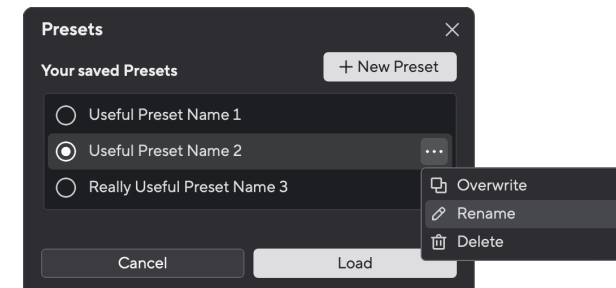 Presets
Your saved Presets
+ New Preset
Useful Preset Name 1
Useful Preset Name 2
Really Useful Preset Name 3
Overwrite
Rename
Delete
Cancel
Load